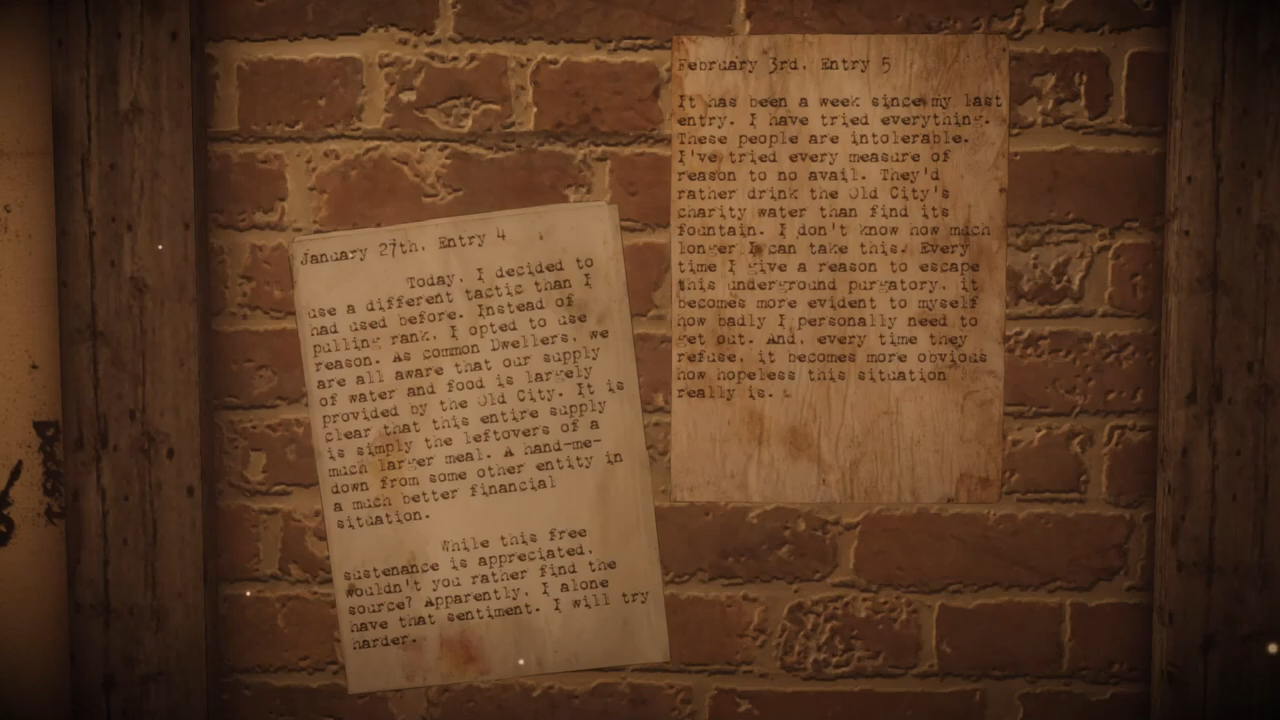 January 27th, Entry 4
Today, I decided to
use a different tactic than I
had used before. Instead of
pulling rank, I opted to use
reason. As common Dwellers, we
are all aware that our supply
of water and food is largely
provided by the Old City. It is
clear that this entire supply
is simply the leftovers of a
much larger meal. A hand-me-
down from some other entity in
a much better financial
situation.
While this free
sustenance is appreciated,
wouldn't you rather find the
source? Apparently, I alone
have that sentiment. I will try
harder.
February 3rd, Entry 5
It has been a week since my last
entry. I have tried everything.
These people are intolerable.
I've tried every measure of
reason to no avail. They'd
rather drink the Old City's
charity water than find its
fountain. I don't know how much
longer I can take this. Every
time I give a reason to escape
this underground purgatory, it
becomes more evident to myself
how badly I personally need to
get out. And, every time they
refuse, it becomes more obvious
how hopeless this situation
really is.